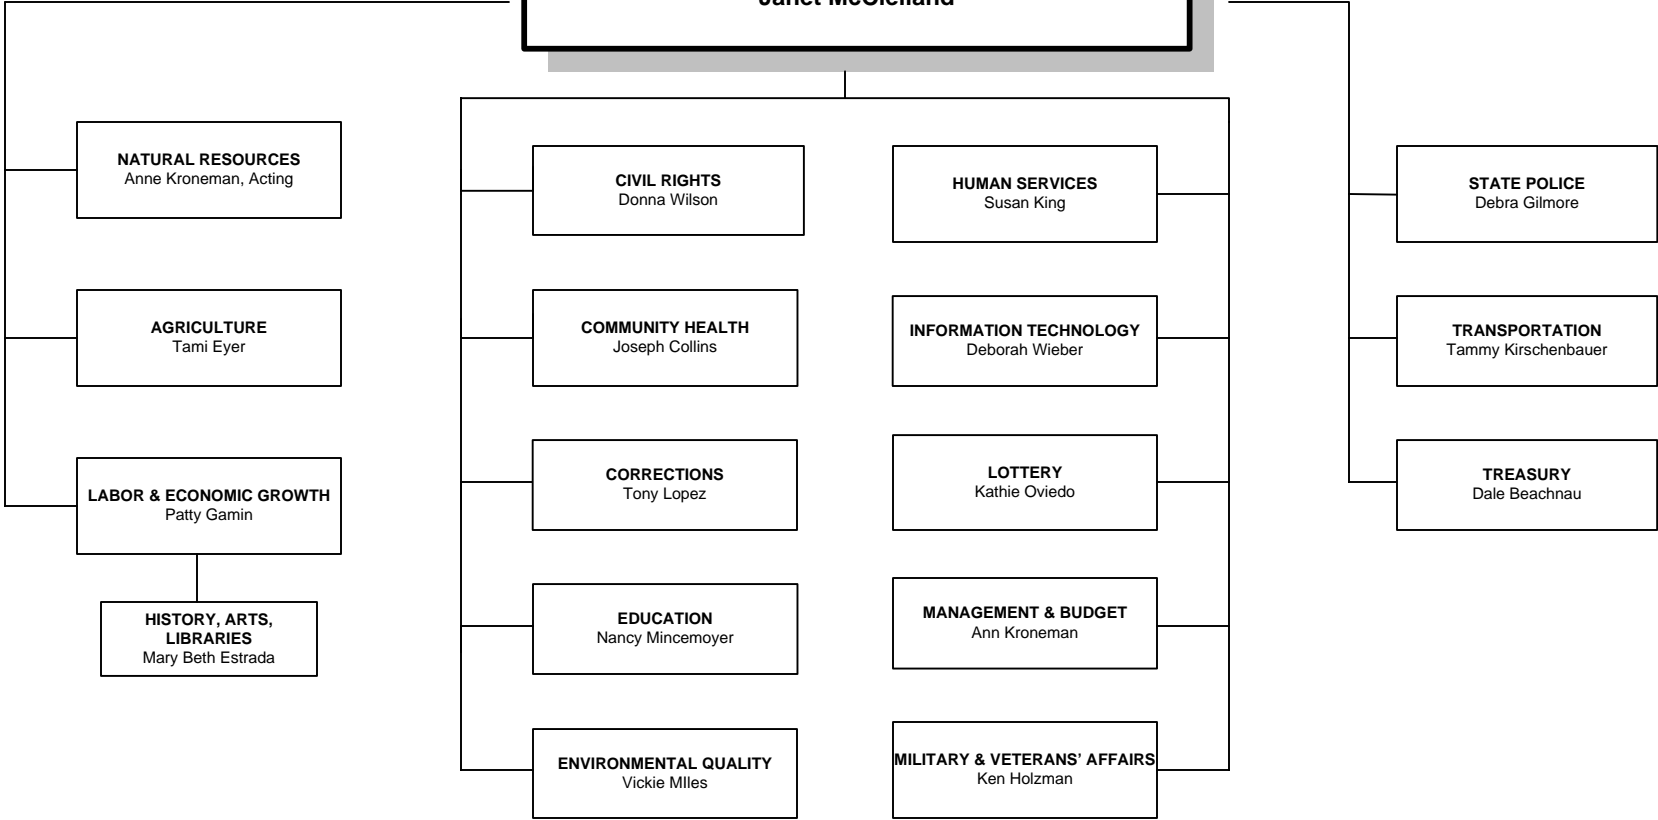 Janet McClelland
NATURAL RESOURCES
Anne Kroneman, Acting
AGRICULTURE
Tami Eyer
LABOR & ECONOMIC GROWTH
Patty Gamin
HISTORY, ARTS,
LIBRARIES
Mary Beth Estrada
CIVIL RIGHTS
Donna Wilson
COMMUNITY HEALTH
Joseph Collins
CORRECTIONS
Tony Lopez
EDUCATION
Nancy Mincemoyer
ENVIRONMENTAL QUALITY
Vickie MIles
HUMAN SERVICES
Susan King
INFORMATION TECHNOLOGY
Deborah Wieber
LOTTERY
Kathie Oviedo
MANAGEMENT & BUDGET
Ann Kroneman
MILITARY & VETERANS’ AFFAIRS
Ken Holzman
STATE POLICE
Debra Gilmore
TRANSPORTATION
Tammy Kirschenbauer
TREASURY
Dale Beachnau